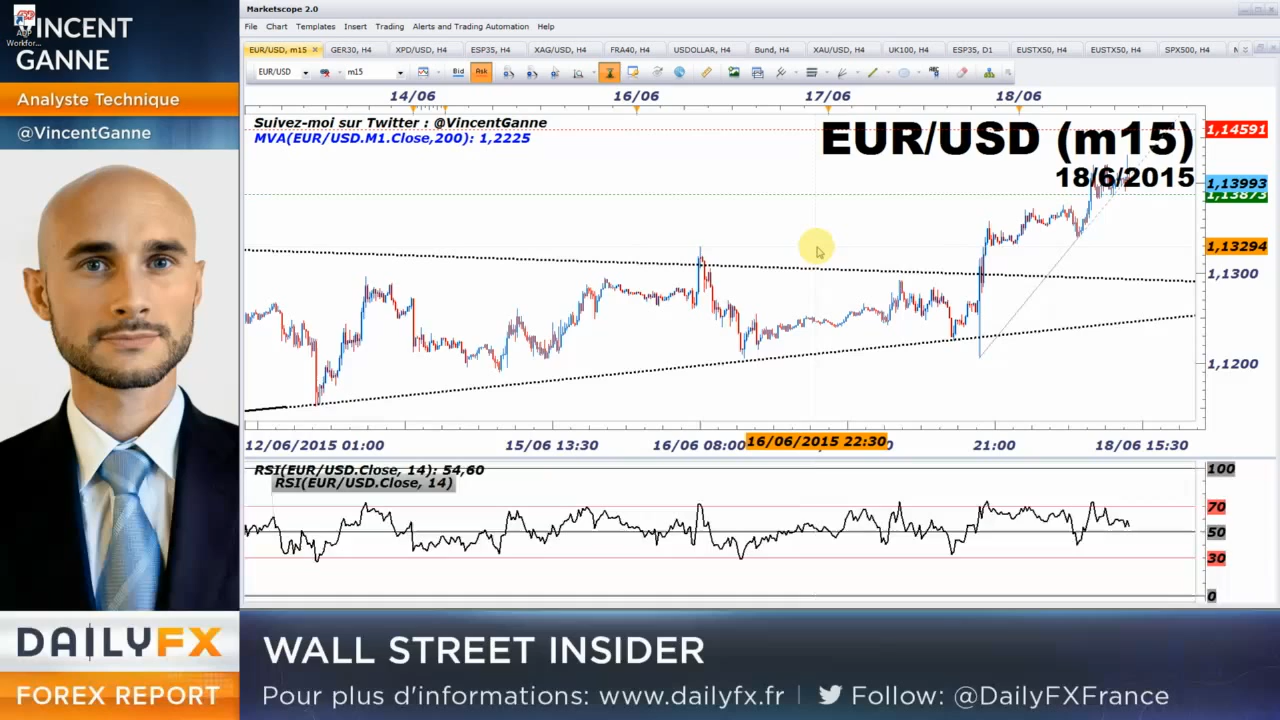 VINCENT
GANNE
Analyste Technique
@VincentGanne
Marketscope 2.0
File Chart Templates Insert Trading Alerts and Trading Automation Help
EUR/USD, m15 GER30, H4 XPD/USD, H4 ESP35, H4 XAG/USD, H4 FRA40, H4 USDOLLAR, H4 Bund, H4 XAU/USD, H4 UK100, H4 ESP35, D1 EUSTX50, H4 EUSTX50, H4 SPX500, H4
EUR/USD m15 Bid Ask
14/06 16/06 17/06 18/06
Suivez-moi sur Twitter : @VincentGanne
MVA(EUR/USD.M1.Close,200): 1,2225
EUR/USD (m15)
18/6/2015
1,14591
1,13993
1,13873
1,13294
1,1300
1,1200
12/06/2015 01:00 15/06 13:30 16/06 08:00 16/06/2015 22:30 21:00 18/06 15:30
RSI(EUR/USD.Close, 14): 54,60
RSI(EUR/USD.Close, 14)
100
70
50
30
0
DAILYFX
FOREX REPORT
WALL STREET INSIDER
Pour plus d'informations: www.dailyfx.fr | Follow: @DailyFXFrance